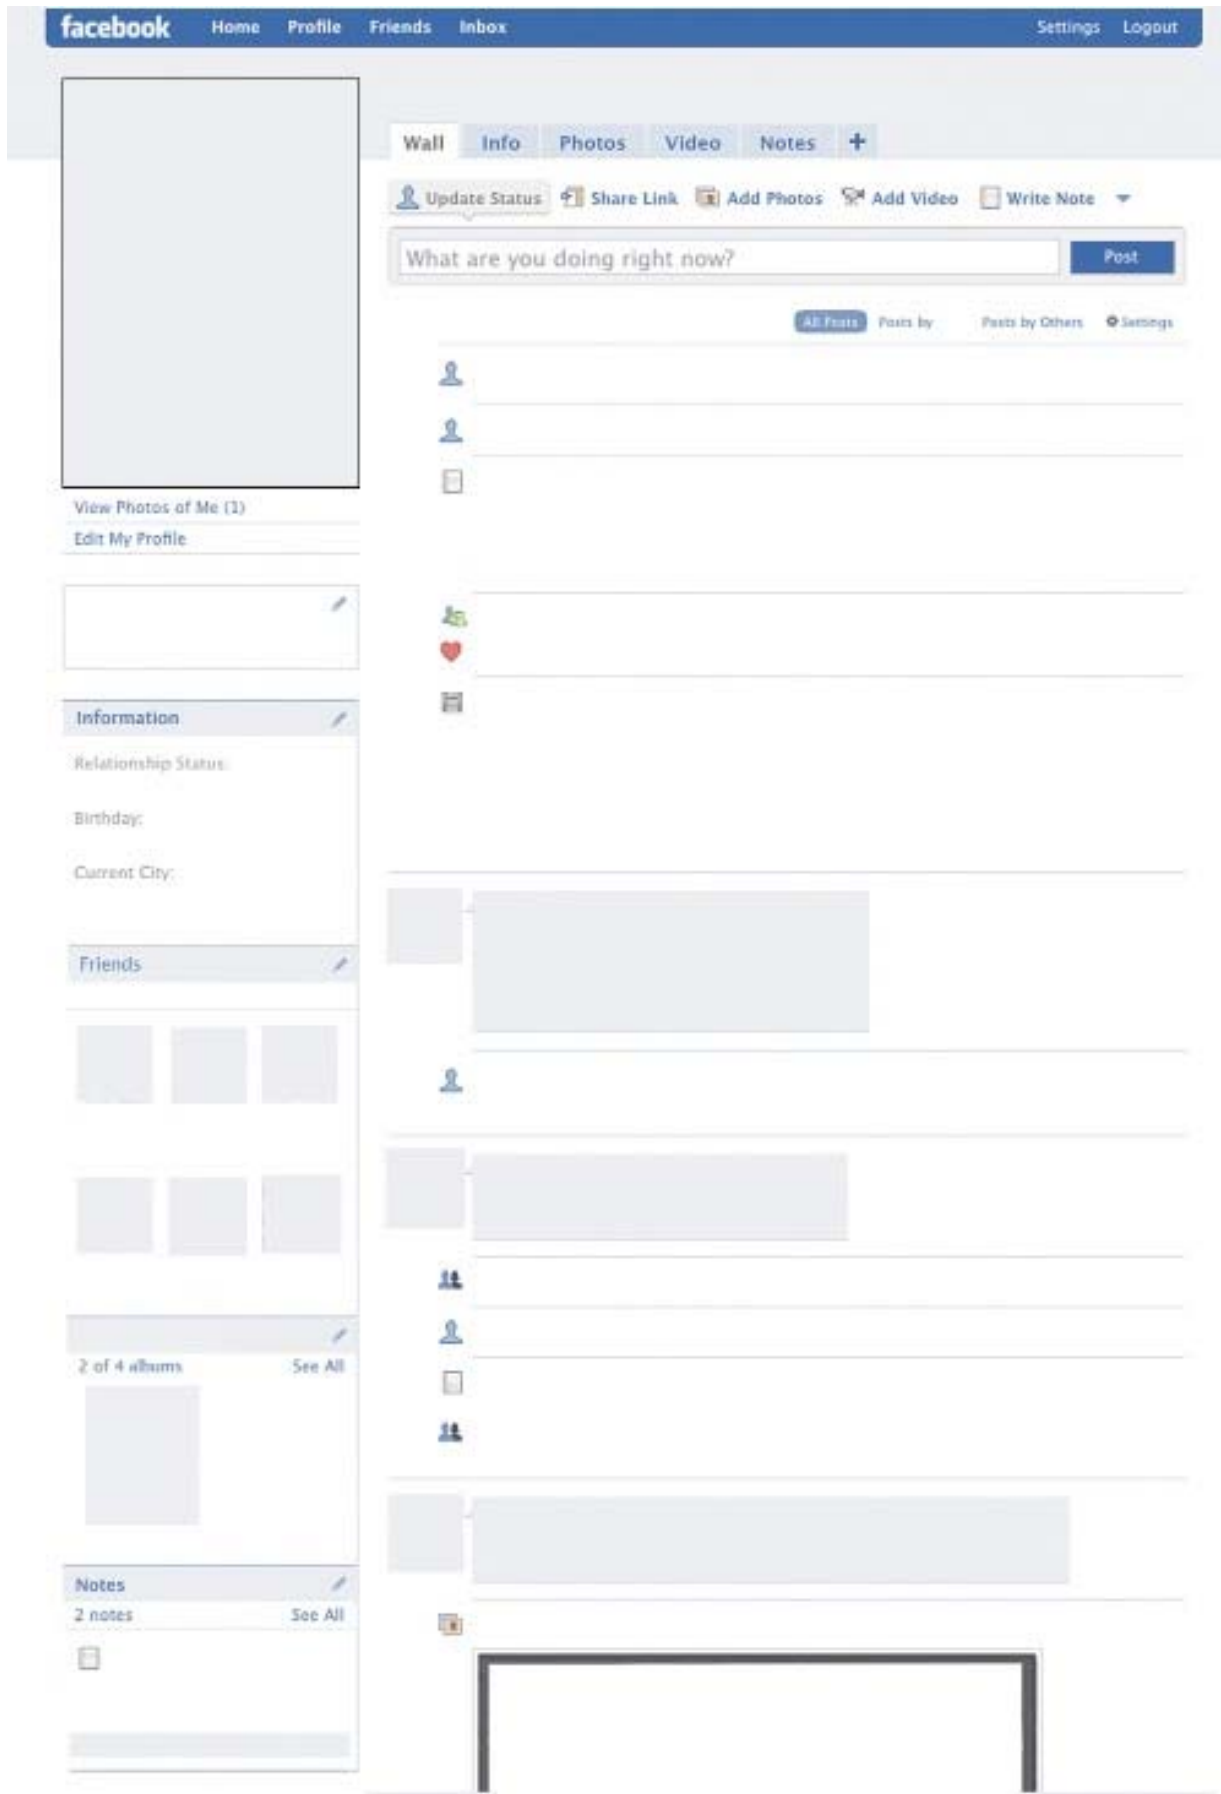 facebook Home Profile Friends Inbox Settings Logout
Wall Info Photos Video Notes +
Update Status Share Link Add Photos Add Video Write Note
What are you doing right now? Post
All Posts Posts by Posts by Others Settings
View Photos of Me (1)
Edit My Profile
Information
Relationship Status:
Birthday:
Current City:
Friends
2 of 4 albums See All
Notes
2 notes See All